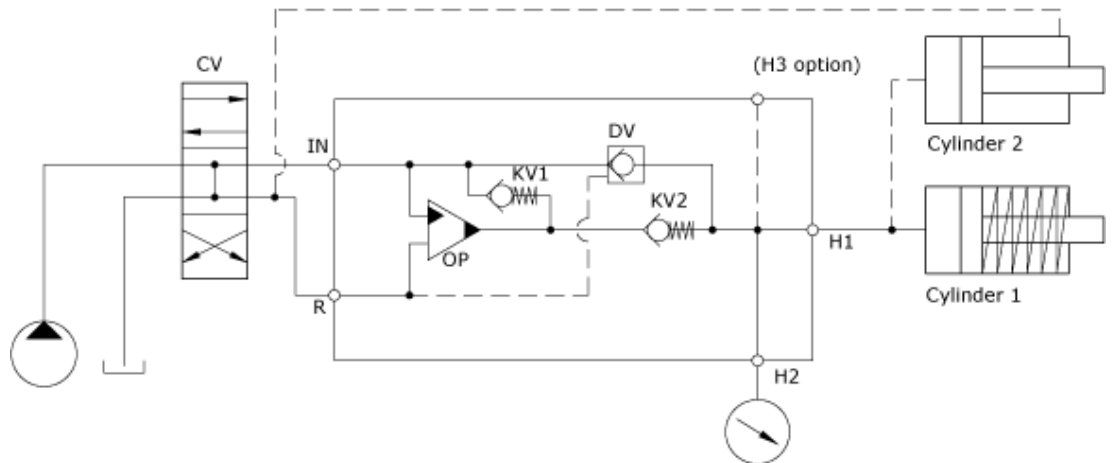 CV
(H3 option)
IN
DV
KV1
KV2
OP
R
H1
H2
Cylinder 2
Cylinder 1